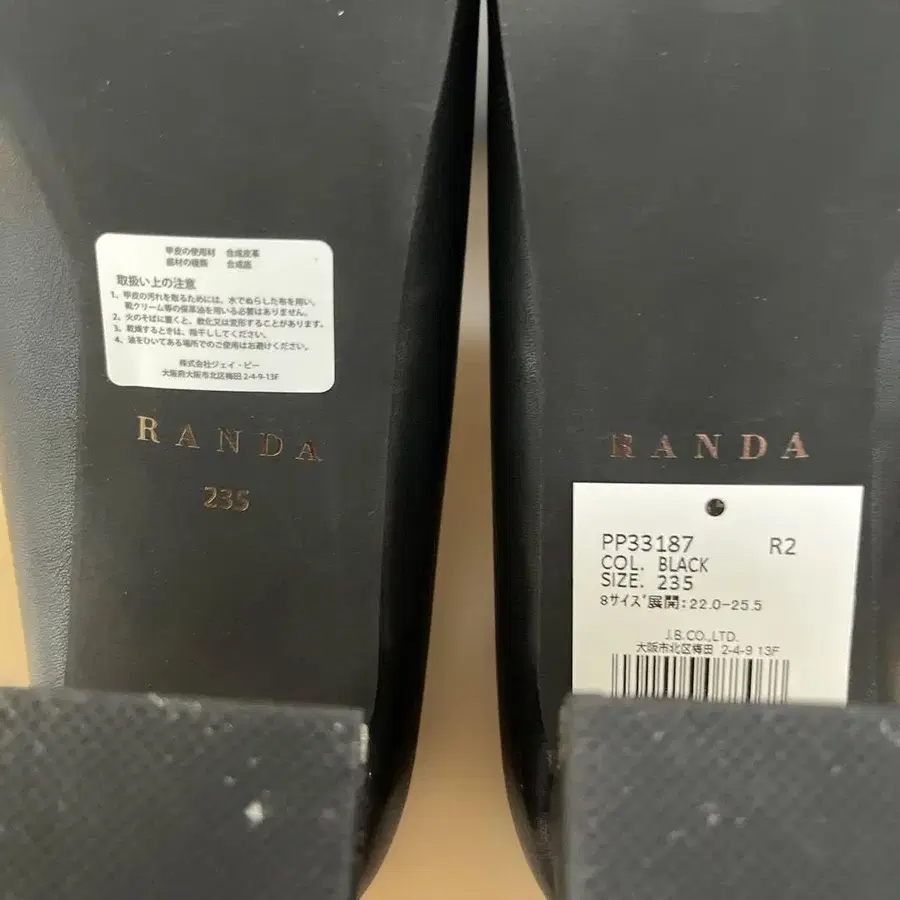 甲皮の使用材 合成皮革
底材の種類 合成底
取扱い上の注意
1、甲皮の汚れを取るためには、水でぬらした布を用い、
靴クリーム等の保革油を用いる必要はありません。
2、火のそばに置くと、軟化又は変形することがあります。
3、乾燥するときは、陰干ししてください。
4、油をひいてある場所でのご使用はお避けください。
株式会社ジェイ・ビー
大阪府大阪市北区梅田 2-4-9-13F
RANDA
235
RANDA
PP33187 R2
COL. BLACK
SIZE. 235
8サイズ展開:22.0-25.5
J.B.CO.,LTD.
大阪市北区梅田 2-4-9 13F